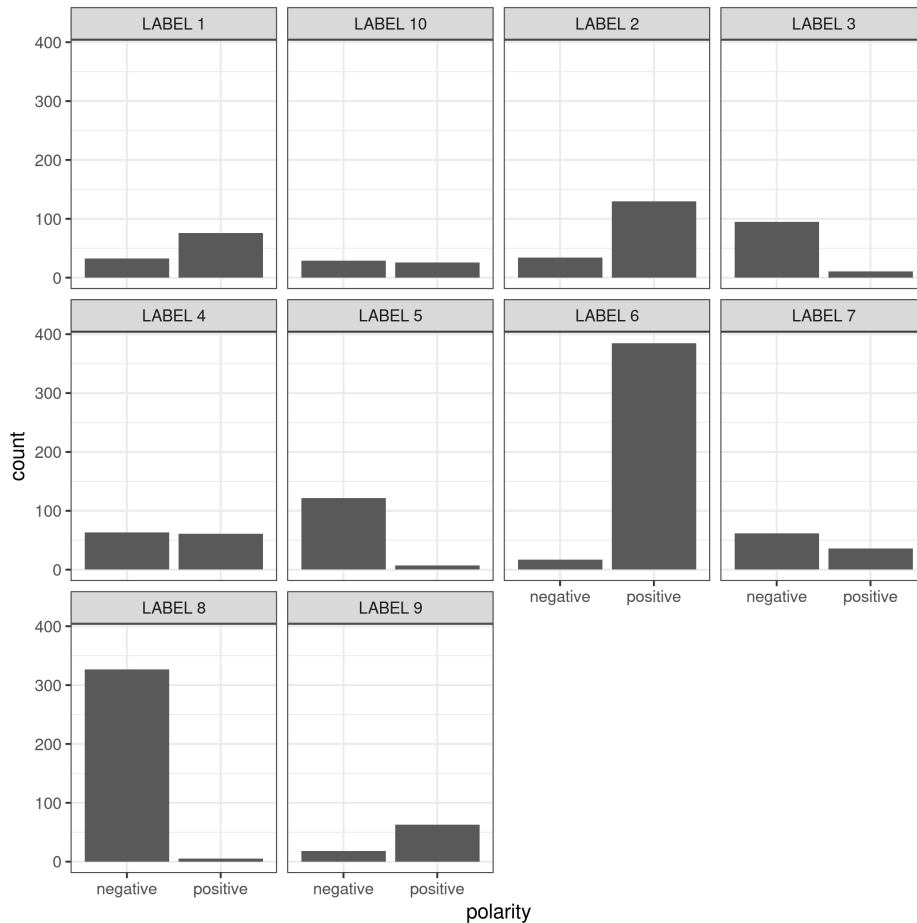 LABEL 1 LABEL 10 LABEL 2 LABEL 3
400
300
200
100
0
LABEL 4 LABEL 5 LABEL 6 LABEL 7
400
300
200
100
0
negative positive negative positive
LABEL 8 LABEL 9
400
300
200
100
0
negative positive negative positive
count
polarity